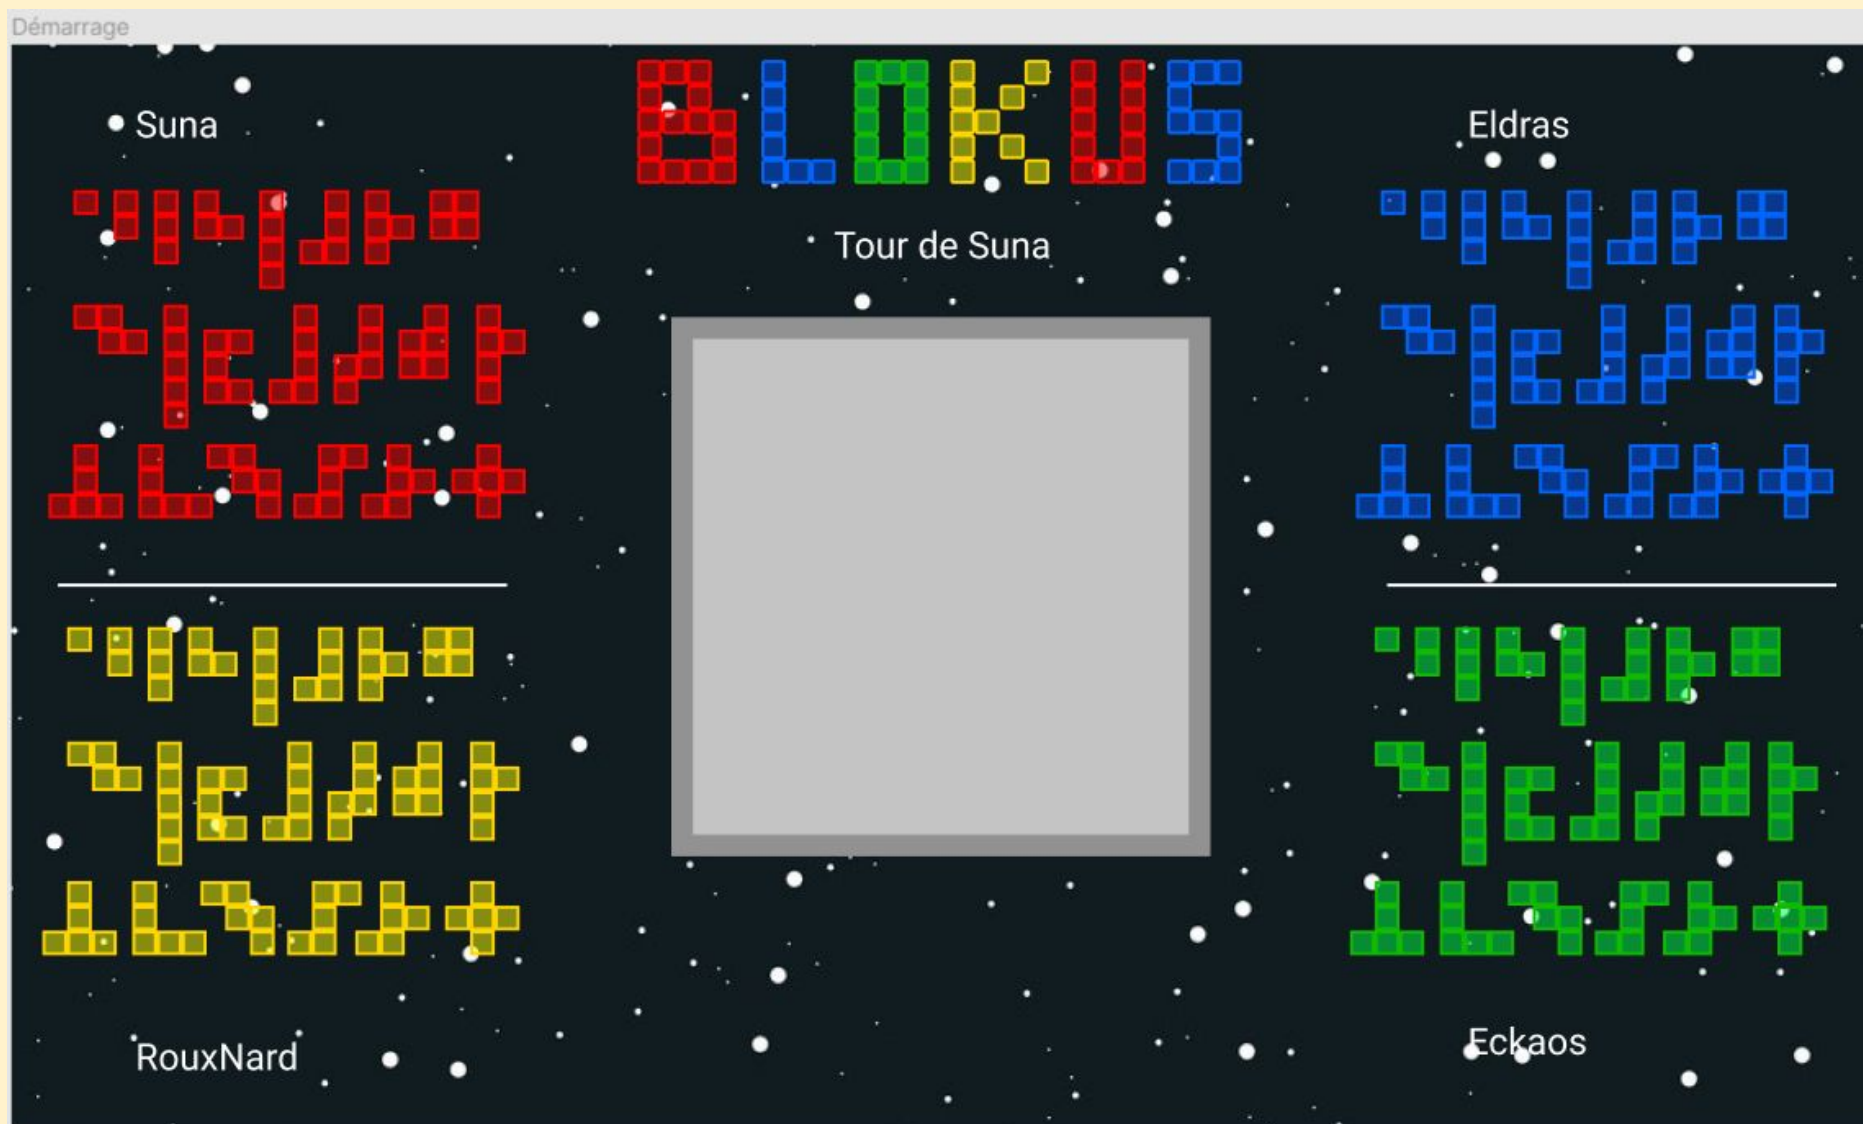 Démarrage
BLOKUS
Suna
Eldras
Tour de Suna
RouxNard
Eckaos